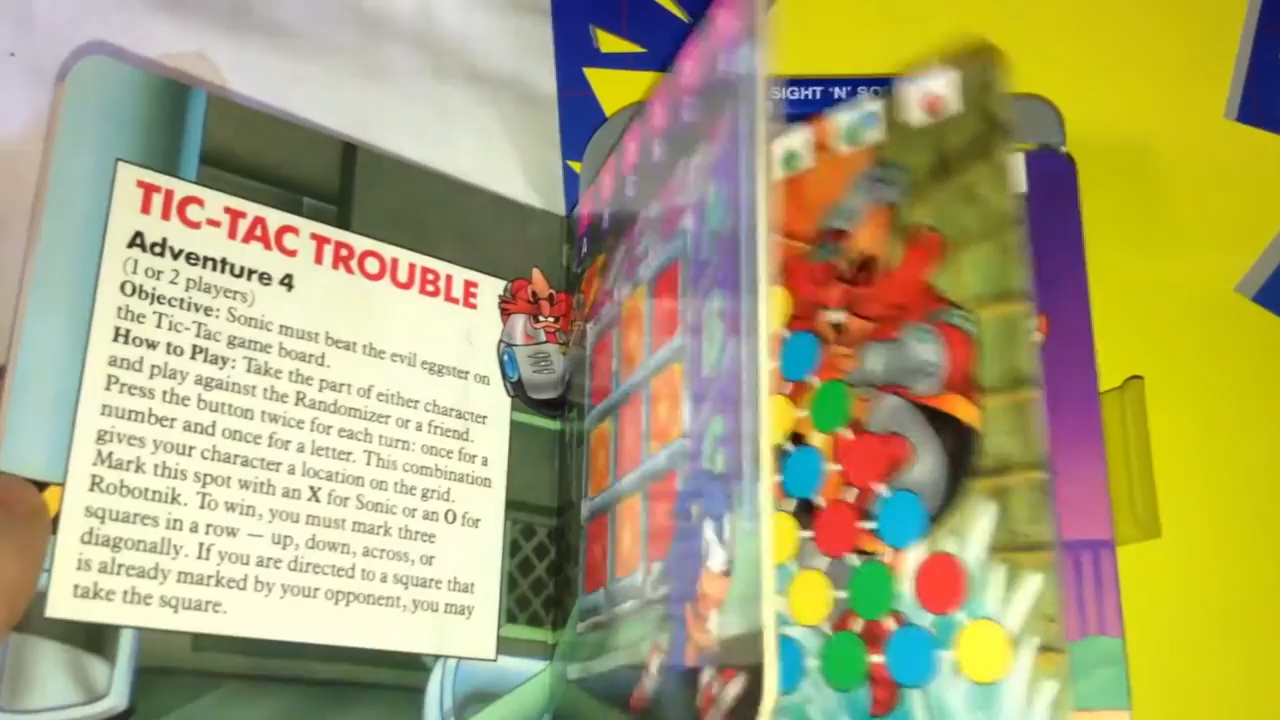 TIC-TAC TROUBLE
Adventure 4
(1 or 2 players)
Objective: Sonic must beat the evil eggster on
the Tic-Tac game board.
How to Play: Take the part of either character
and play against the Randomizer or a friend.
Press the button twice for each turn: once for a
number and once for a letter. This combination
gives your character a location on the grid.
Mark this spot with an X for Sonic or an O for
Robotnik. To win, you must mark three
squares in a row — up, down, across, or
diagonally. If you are directed to a square that
is already marked by your opponent, you may
take the square.
SIGHT 'N'